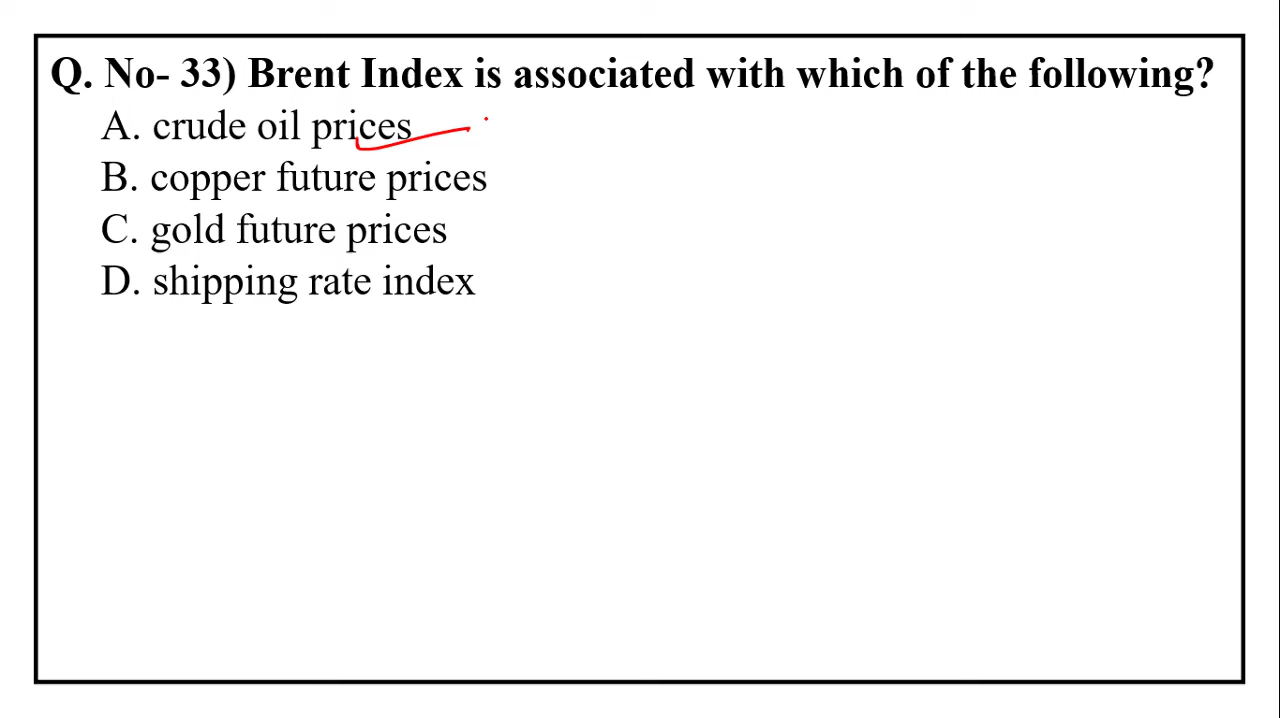 Q. No- 33) Brent Index is associated with which of the following?
A. crude oil prices
B. copper future prices
C. gold future prices
D. shipping rate index